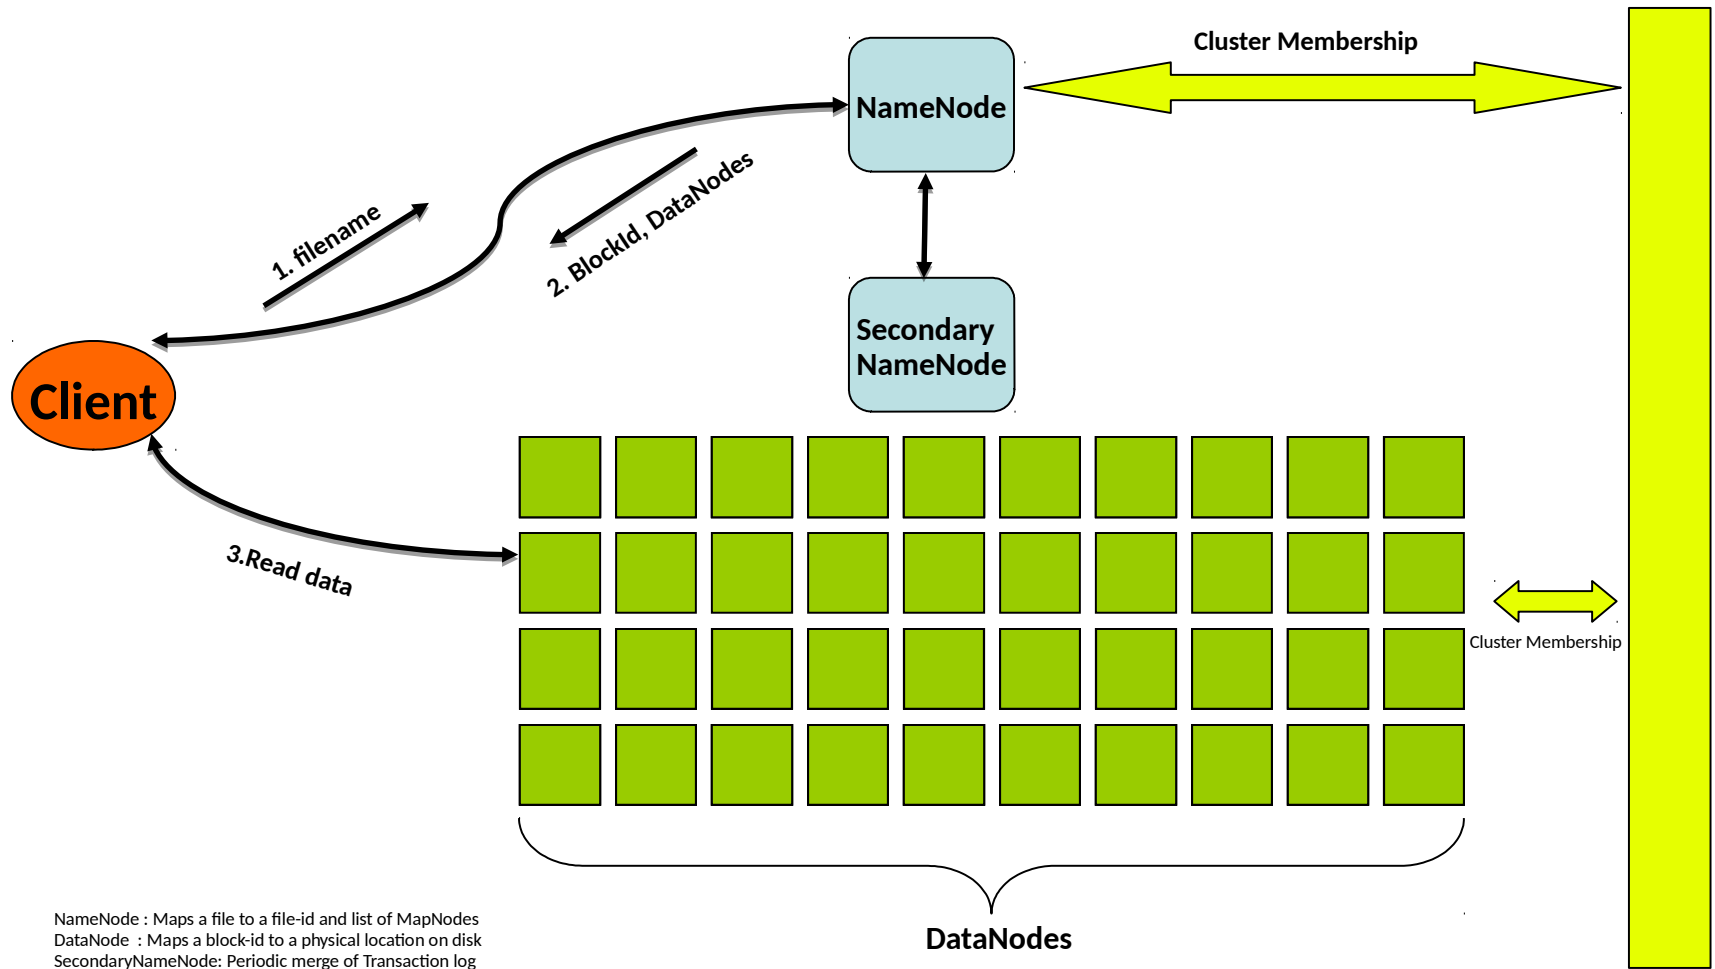 Cluster Membership
NameNode
1. filename
2. BlockId, DataNodes
Secondary
NameNode
Client
3.Read data
Cluster Membership
DataNodes
NameNode : Maps a file to a file-id and list of MapNodes
DataNode  : Maps a block-id to a physical location on disk
SecondaryNameNode: Periodic merge of Transaction log